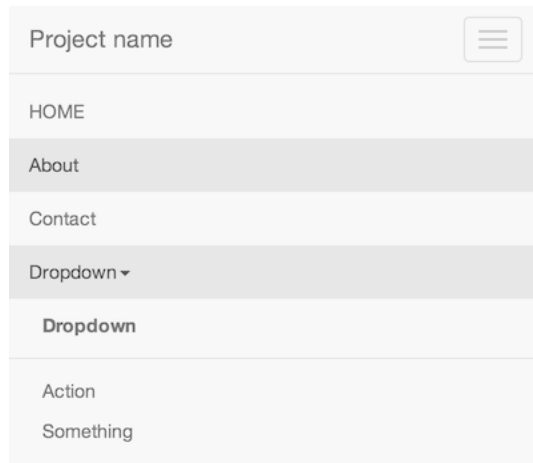 Project name
HOME
About
Contact
Dropdown
Dropdown
Action
Something